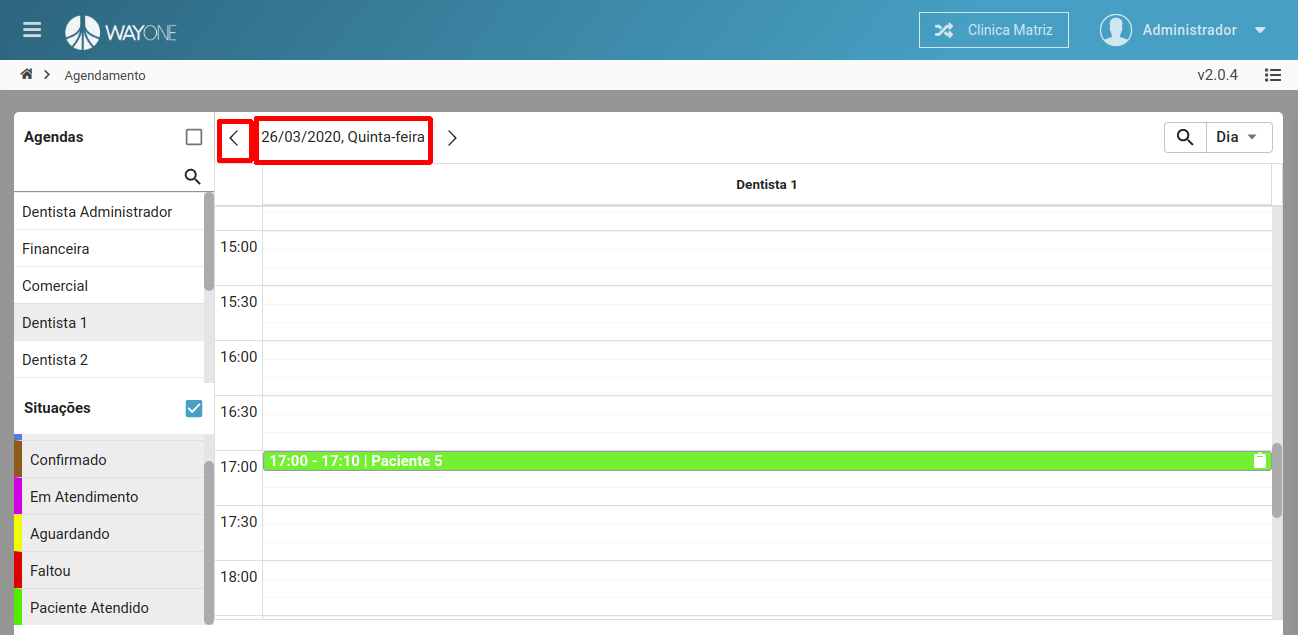 WAYONE
Clinica Matriz
Administrador
Agendamento
v2.0.4
Agendas
26/03/2020, Quinta-feira
Dia
Dentista 1
Dentista Administrador
Financeira
Comercial
Dentista 1
Dentista 2
Situações
Confirmado
Em Atendimento
Aguardando
Faltou
Paciente Atendido
15:00
15:30
16:00
16:30
17:00
17:00 - 17:10 | Paciente 5
17:30
18:00